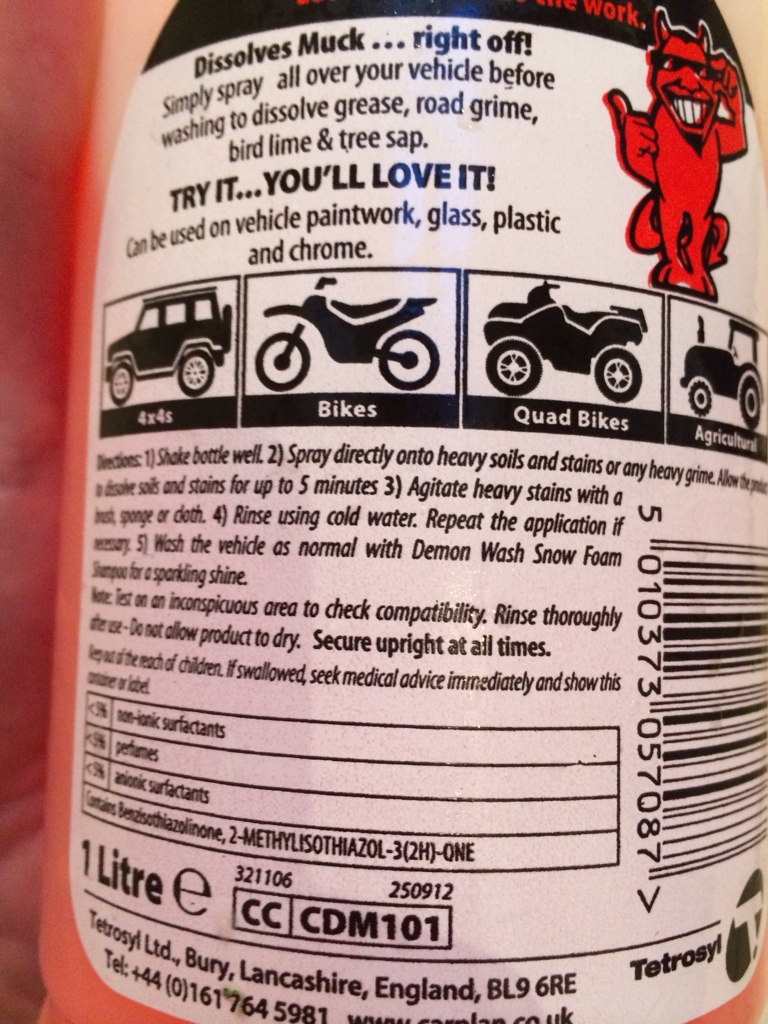 the work.
Dissolves Muck ... right off!
Simply spray all over your vehicle before
washing to dissolve grease, road grime,
bird lime & tree sap.
TRY IT...YOU'LL LOVE IT!
Can be used on vehicle paintwork, glass, plastic
and chrome.
4x4s Bikes Quad Bikes Agricultural
Directions: 1) Shake bottle well. 2) Spray directly onto heavy soils and stains or any heavy grime. Allow the product
to dissolve soils and stains for up to 5 minutes 3) Agitate heavy stains with a
brush, sponge or cloth. 4) Rinse using cold water. Repeat the application if
necessary. 5) Wash the vehicle as normal with Demon Wash Snow Foam
Shampoo for a sparkling shine.
Note: Test on an inconspicuous area to check compatibility. Rinse thoroughly
after use - Do not allow product to dry. Secure upright at all times.
Keep out of the reach of children. If swallowed, seek medical advice immediately and show this
container or label.
<5% non-ionic surfactants
<5% perfumes
<5% anionic surfactants
Contains Benzisothiazolinone, 2-METHYLISOTHIAZOL-3(2H)-ONE
5 010373 057087 >
1 Litre e
321106 250912
CC CDM101
Tetrosyl
Tetrosyl Ltd., Bury, Lancashire, England, BL9 6RE
Tel: +44 (0)161 764 5981 www.carplan.co.uk